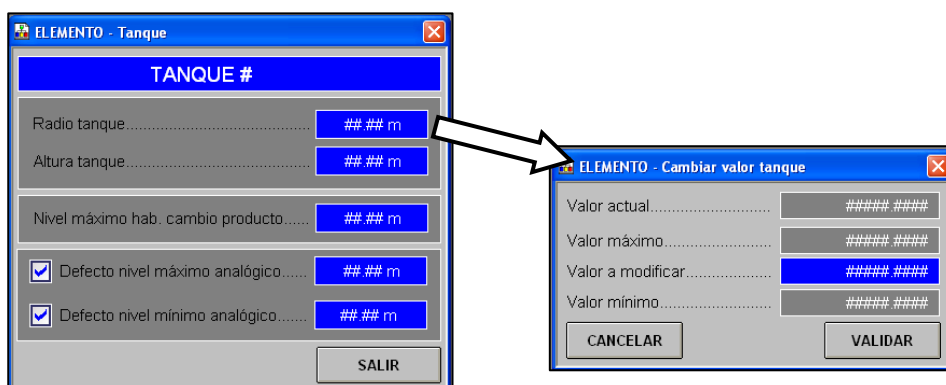 ELEMENTO - Tanque
TANQUE #
Radio tanque.............................................. ##.## m
Altura tanque.............................................. ##.## m
Nivel máximo hab. cambio producto...... ##.## m
Defecto nivel máximo analógico...... ##.## m
Defecto nivel mínimo analógico....... ##.## m
SALIR
ELEMENTO - Cambiar valor tanque
Valor actual............................ #####.####
Valor máximo......................... #####.####
Valor a modificar.................... #####.####
Valor mínimo.......................... #####.####
CANCELAR VALIDAR